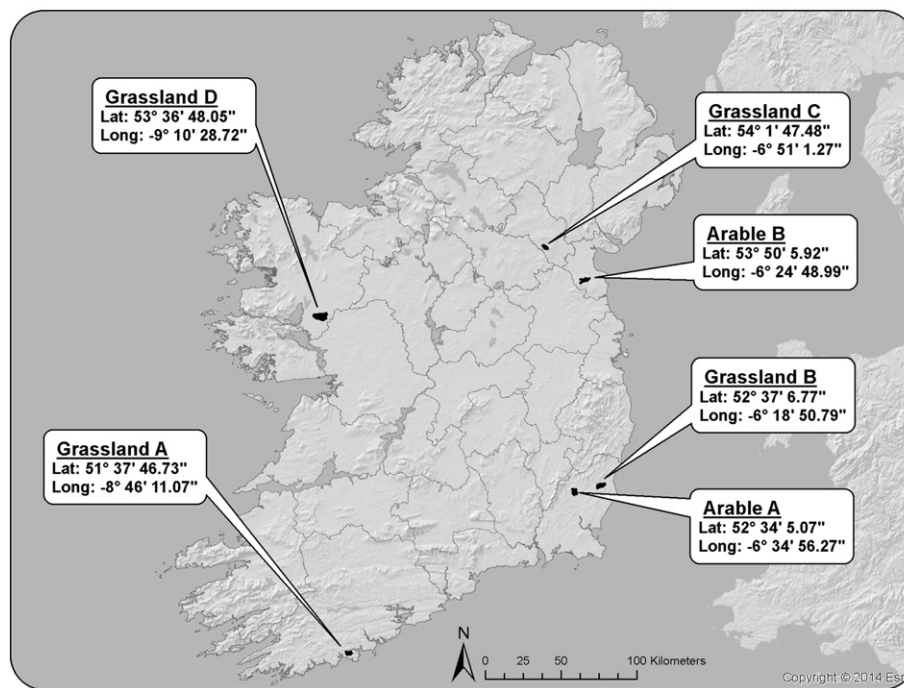 Grassland D
Lat: 53° 36' 48.05"
Long: -9° 10' 28.72"
Grassland C
Lat: 54° 1' 47.48"
Long: -6° 51' 1.27"
Arable B
Lat: 53° 50' 5.92"
Long: -6° 24' 48.99"
Grassland B
Lat: 52° 37' 6.77"
Long: -6° 18' 50.79"
Grassland A
Lat: 51° 37' 46.73"
Long: -8° 46' 11.07"
Arable A
Lat: 52° 34' 5.07"
Long: -6° 34' 56.27"
N
0 25 50 100 Kilometers
Copyright:© 2014 Esr